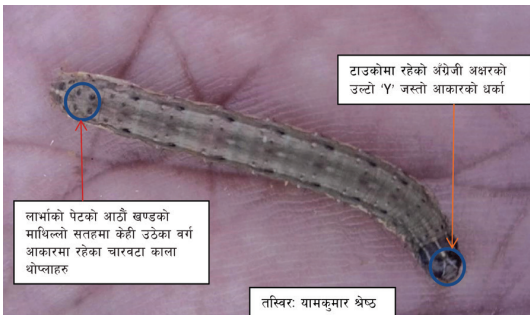 टाउकोमा रहेको अँग्रेजी अक्षरको
उल्टो ‘Y’ जस्तो आकारको धर्का
लार्भाको पेटको आठौं खण्डको
माथिल्लो सतहमा केही उठेका वर्ग
आकारमा रहेका चारवटा काला
थोप्लाहरु
तस्विर: यामकुमार श्रेष्ठ